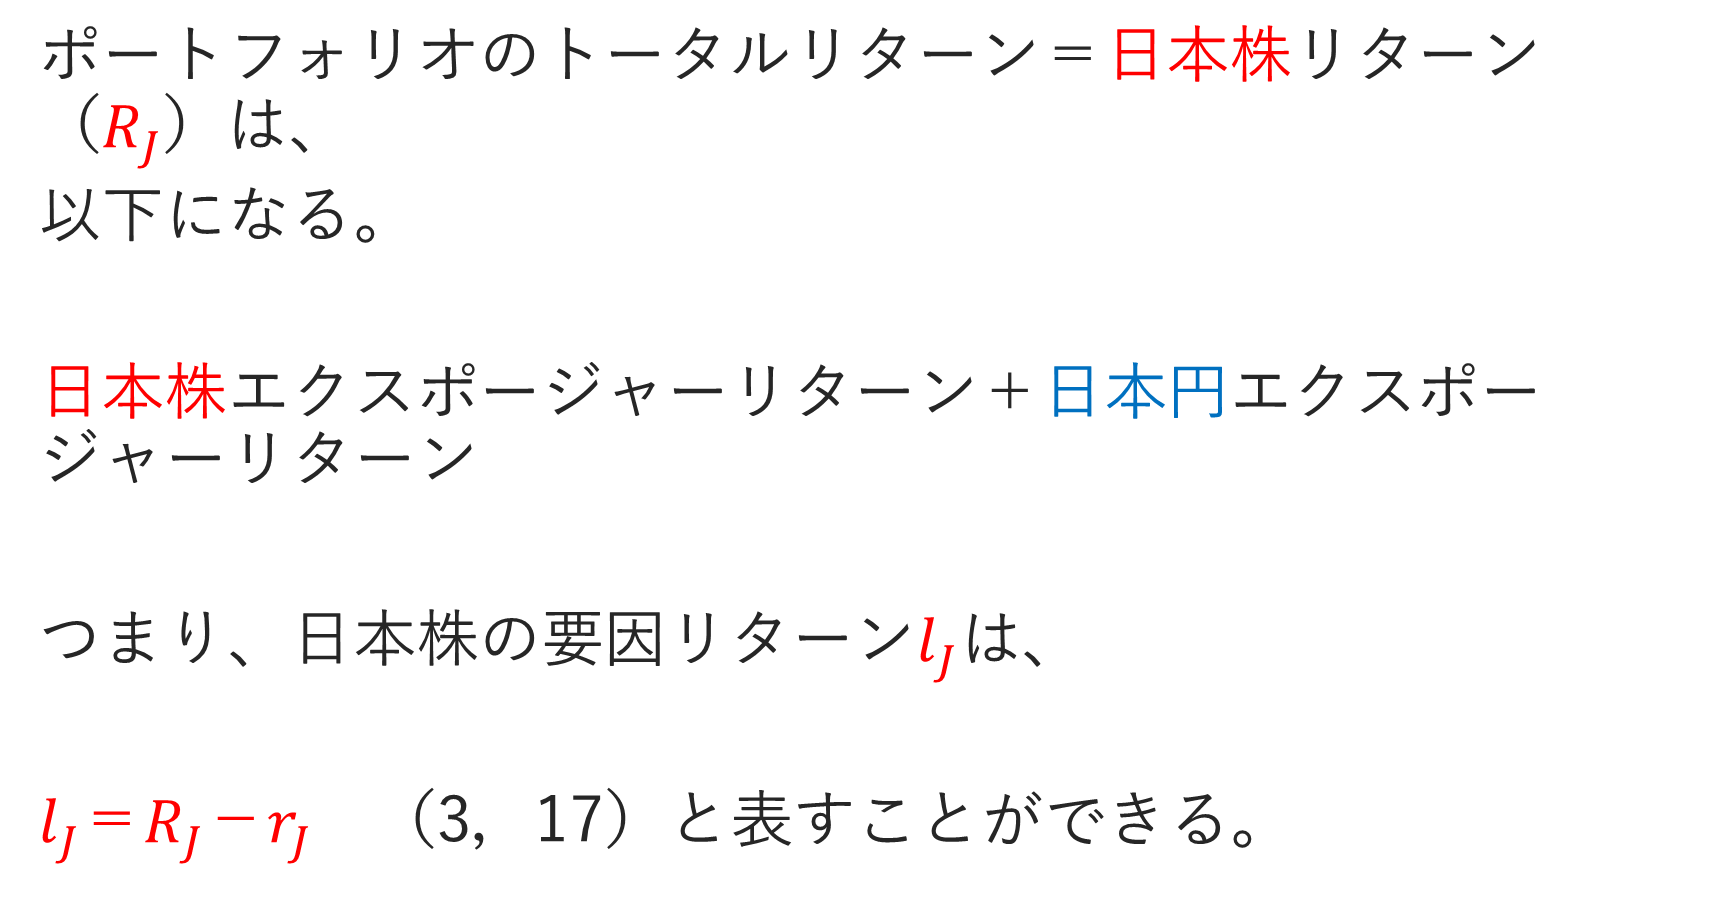 ポートフォリオのトータルリターン＝日本株リターン
（R_J）は、
以下になる。
日本株エクスポージャーリターン＋日本円エクスポー
ジャーリターン
つまり、日本株の要因リターンl_Jは、
l_J＝R_J－r_J　（3，17）と表すことができる。